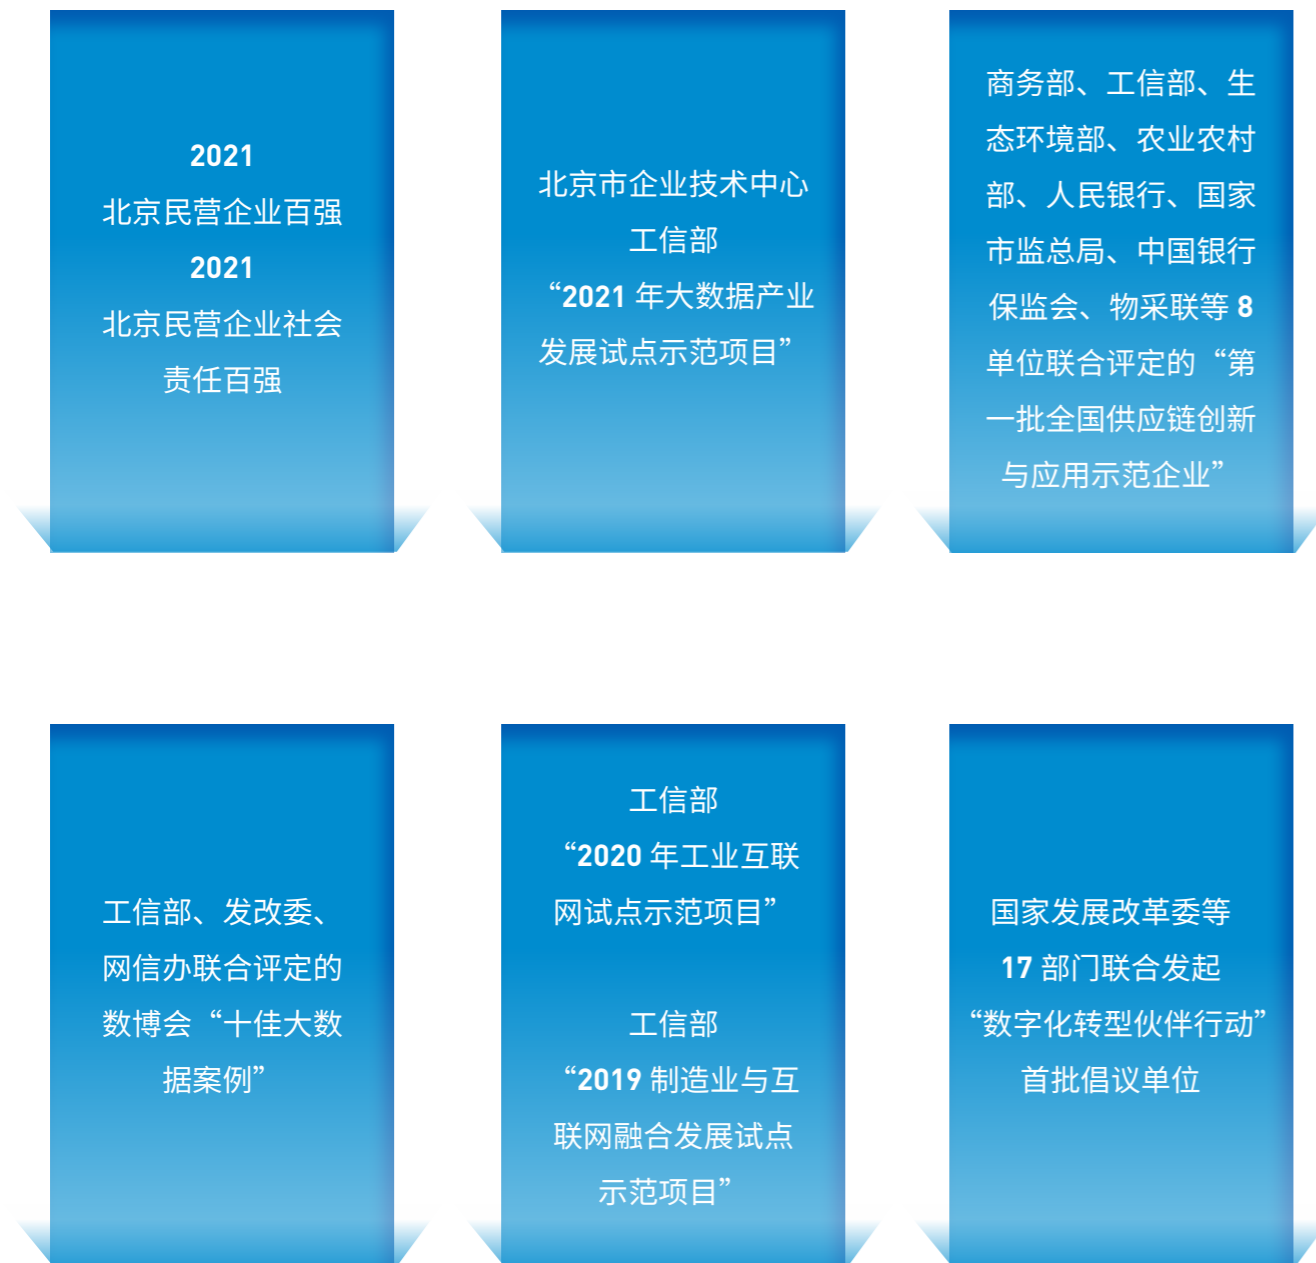 2021
北京民营企业百强
2021
北京民营企业社会
责任百强
北京市企业技术中心
工信部
“2021 年大数据产业
发展试点示范项目”
商务部、工信部、生
态环境部、农业农村
部、人民银行、国家
市监总局、中国银行
保监会、物采联等 8
单位联合评定的“第
一批全国供应链创新
与应用示范企业”
工信部、发改委、
网信办联合评定的
数博会“十佳大数
据案例”
工信部
“2020 年工业互联
网试点示范项目”
工信部
“2019 制造业与互
联网融合发展试点
示范项目”
国家发展改革委等
17 部门联合发起
“数字化转型伙伴行动”
首批倡议单位